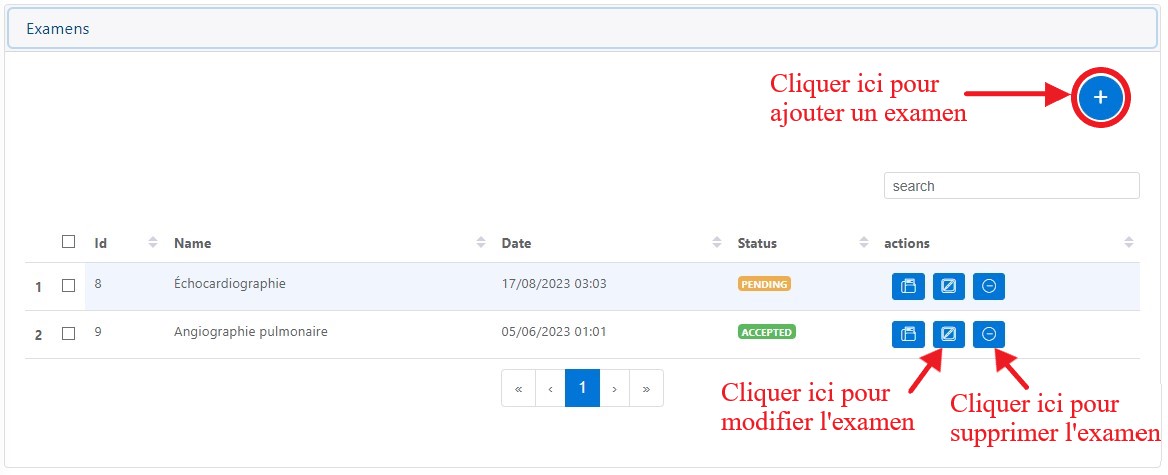 Examens
Cliquer ici pour
ajouter un examen
+
search
Id Name Date Status actions
1 8 Échocardiographie 17/08/2023 03:03 PENDING
2 9 Angiographie pulmonaire 05/06/2023 01:01 ACCEPTED
« ‹ 1 › »
Cliquer ici pour
modifier l'examen
Cliquer ici pour
supprimer l'examen